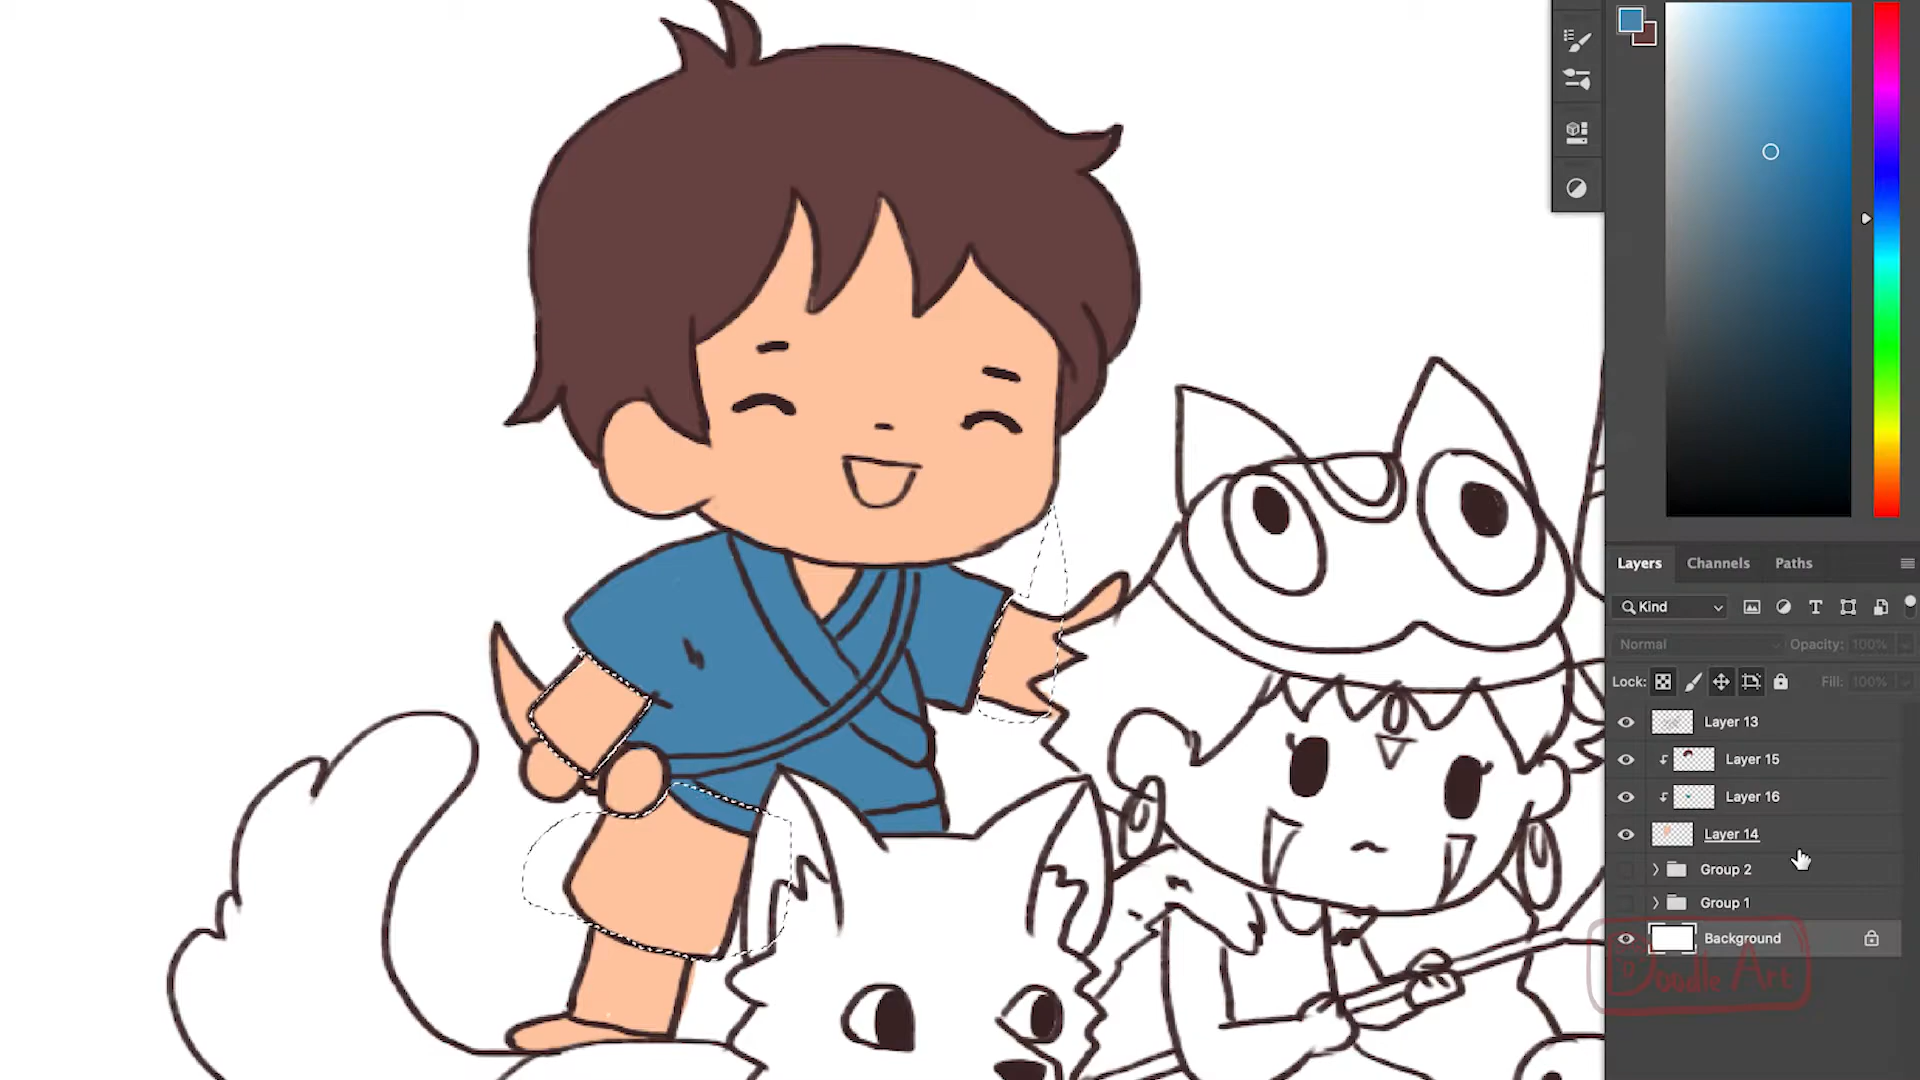 Layers Channels Paths
Kind
Normal Opacity: 100%
Lock: Fill: 100%
Layer 13
Layer 15
Layer 16
Layer 14
Group 2
Group 1
Background
Doodle Art